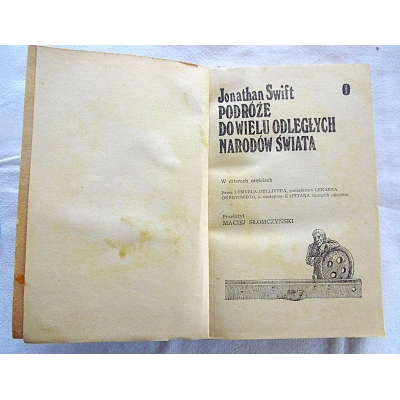 Jonathan Swift
PODRÓŻE
DO WIELU ODLEGŁYCH
NARODÓW ŚWIATA
W czterech częściach
Przez LEMUELA GULLIVERA, początkowo LEKARZA
OKRĘTOWEGO, a następnie KAPITANA licznych okrętów
Przełożył
MACIEJ SŁOMCZYŃSKI